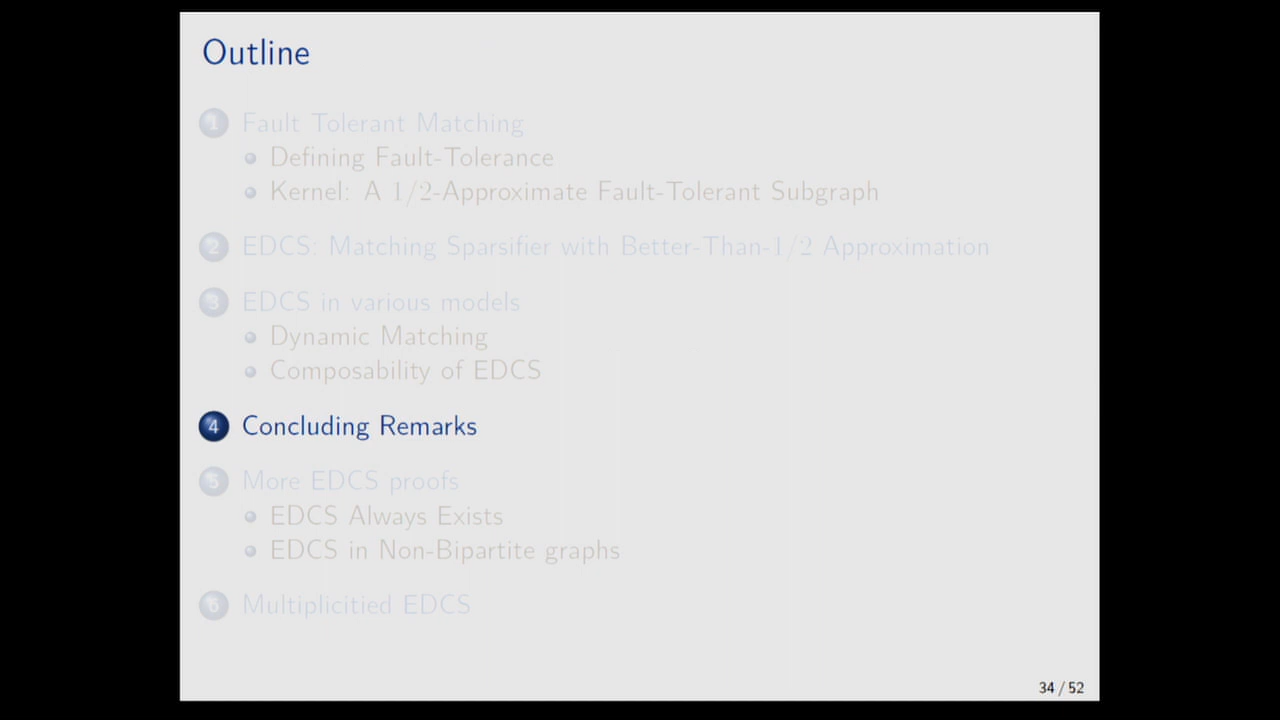 Outline
1 Fault Tolerant Matching
Defining Fault-Tolerance
Kernel: A 1/2-Approximate Fault-Tolerant Subgraph
2 EDCS: Matching Sparsifier with Better-Than-1/2 Approximation
3 EDCS in various models
Dynamic Matching
Composability of EDCS
4 Concluding Remarks
5 More EDCS proofs
EDCS Always Exists
EDCS in Non-Bipartite graphs
6 Multiplicitied EDCS
34 / 52